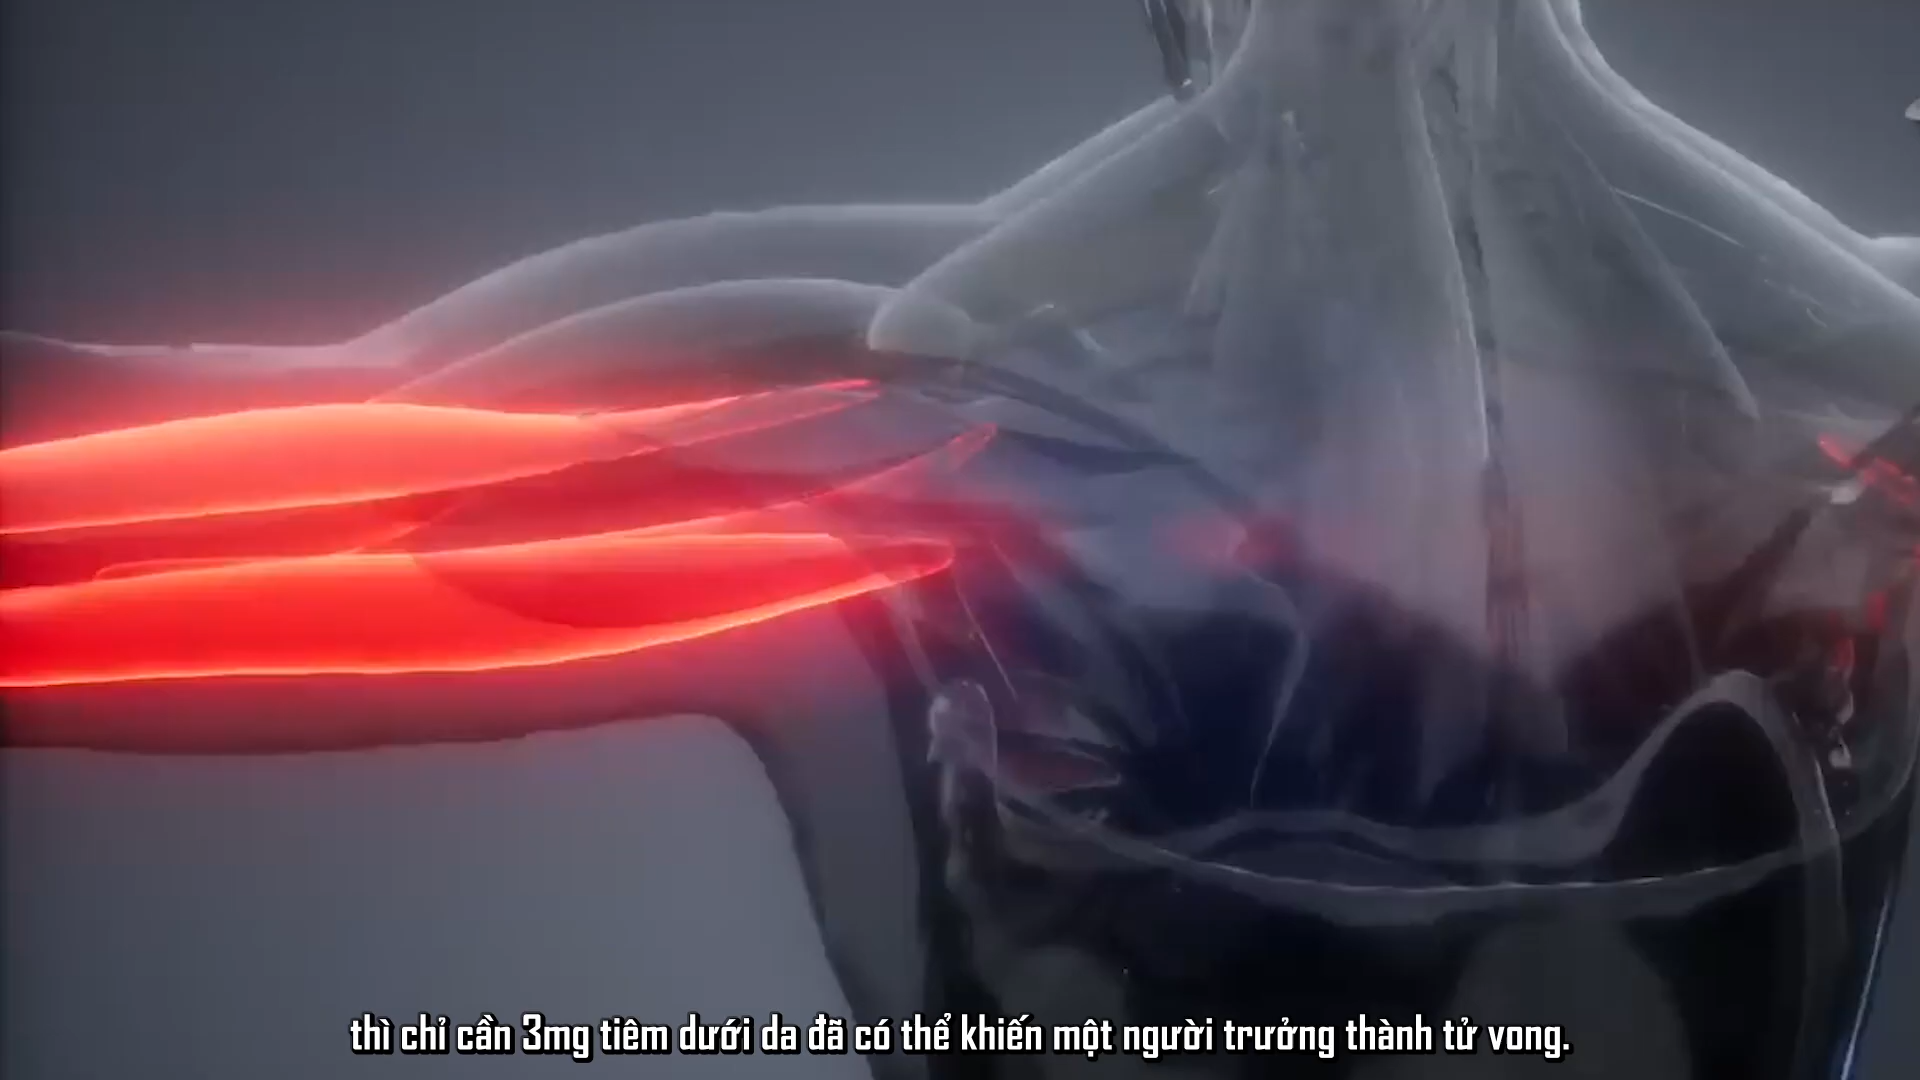 thì chỉ cần 3mg tiêm dưới da đã có thể khiến một người trưởng thành tử vong.